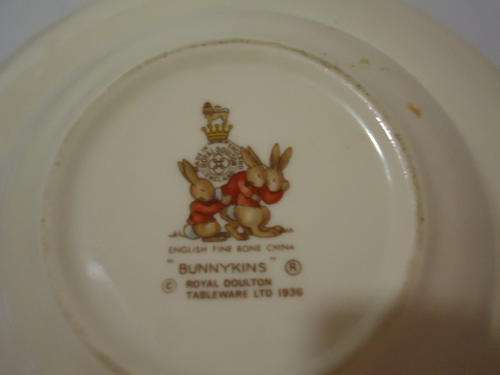 ENGLISH FINE BONE CHINA
"BUNNYKINS" ®
© ROYAL DOULTON
TABLEWARE LTD 1936